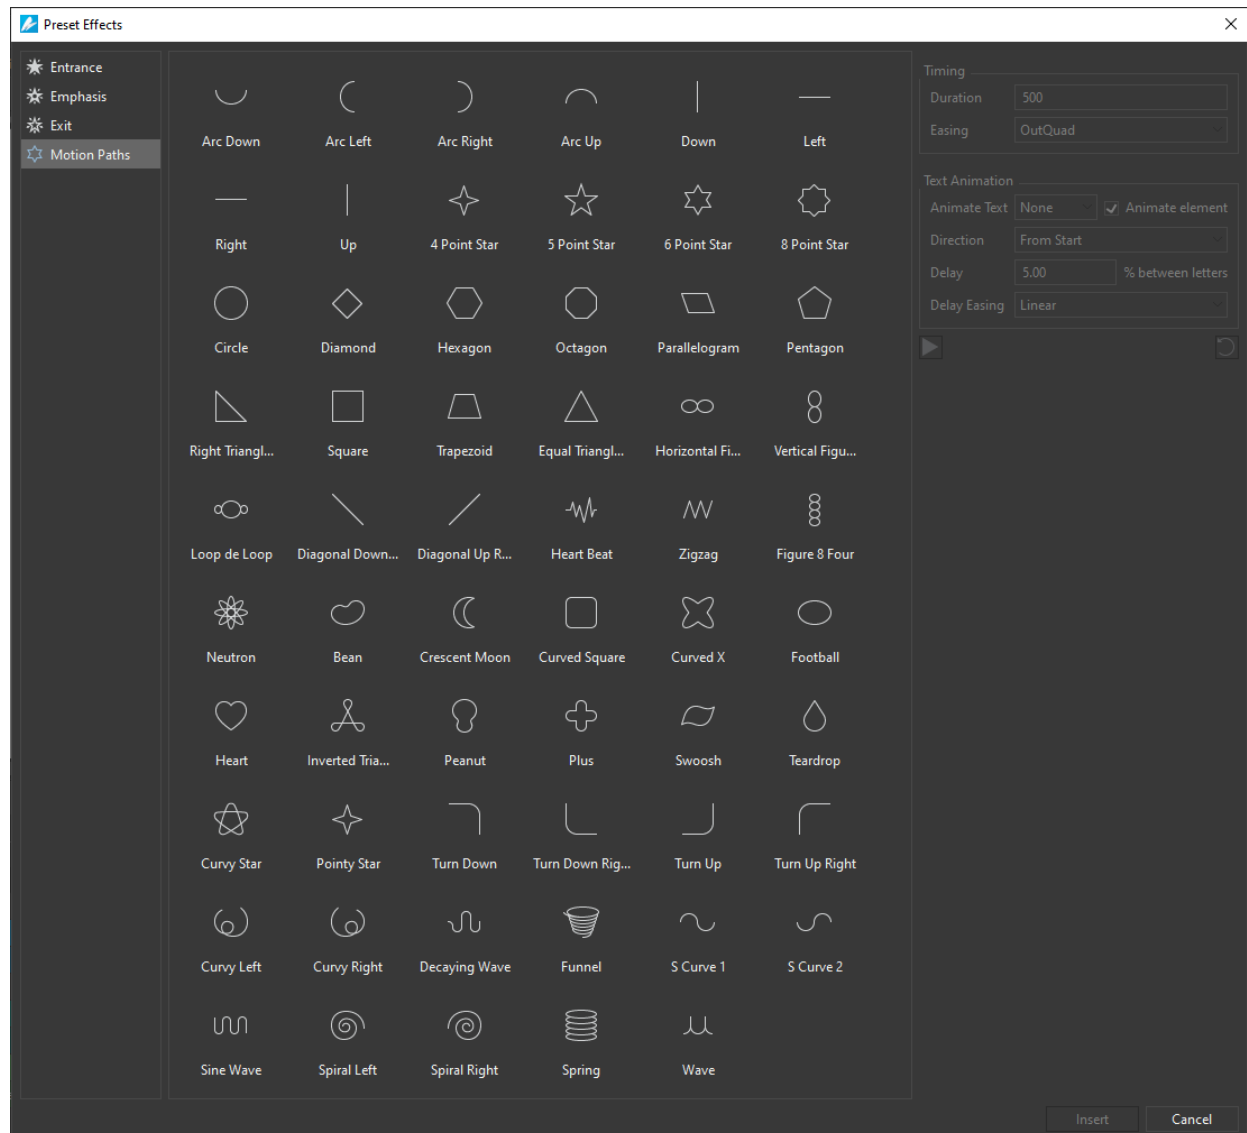 Preset Effects
Entrance
Emphasis
Exit
Motion Paths
Arc Down Arc Left Arc Right Arc Up Down Left
Right Up 4 Point Star 5 Point Star 6 Point Star 8 Point Star
Circle Diamond Hexagon Octagon Parallelogram Pentagon
Right Triangl... Square Trapezoid Equal Triangl... Horizontal Fi... Vertical Figu...
Loop de Loop Diagonal Down... Diagonal Up R... Heart Beat Zigzag Figure 8 Four
Neutron Bean Crescent Moon Curved Square Curved X Football
Heart Inverted Tria... Peanut Plus Swoosh Teardrop
Curvy Star Pointy Star Turn Down Turn Down Rig... Turn Up Turn Up Right
Curvy Left Curvy Right Decaying Wave Funnel S Curve 1 S Curve 2
Sine Wave Spiral Left Spiral Right Spring Wave
Timing
Duration 500
Easing OutQuad
Text Animation
Animate Text None Animate element
Direction From Start
Delay 5.00 % between letters
Delay Easing Linear
Insert Cancel